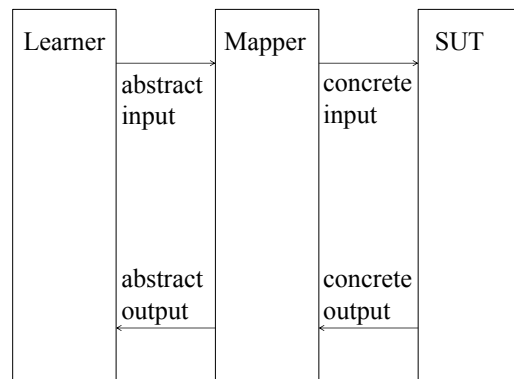 Learner
Mapper
SUT
abstract
input
concrete
input
abstract
output
concrete
output